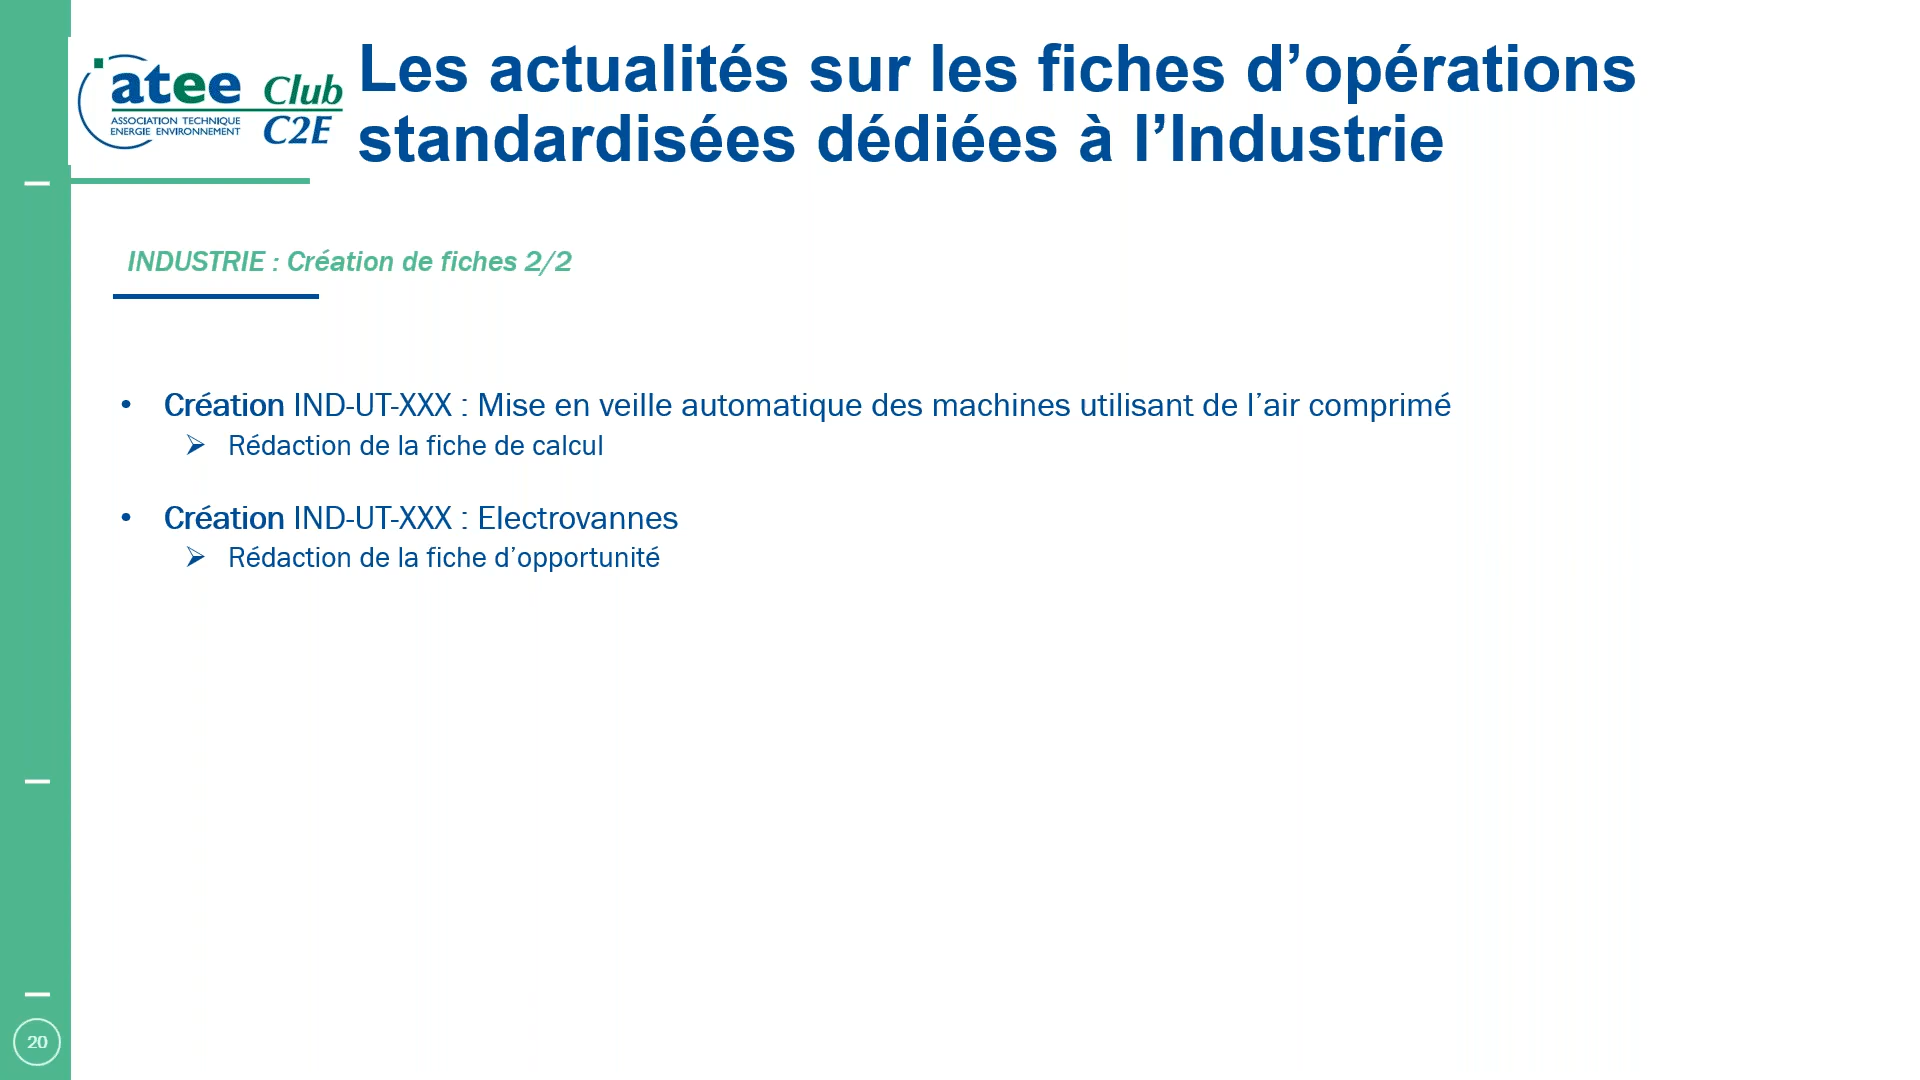 atee Club
C2E
ASSOCIATION TECHNIQUE
ENERGIE ENVIRONNEMENT
Les actualités sur les fiches d’opérations
standardisées dédiées à l’Industrie
INDUSTRIE : Création de fiches 2/2
• Création IND-UT-XXX : Mise en veille automatique des machines utilisant de l’air comprimé
➢ Rédaction de la fiche de calcul
• Création IND-UT-XXX : Electrovannes
➢ Rédaction de la fiche d’opportunité
20